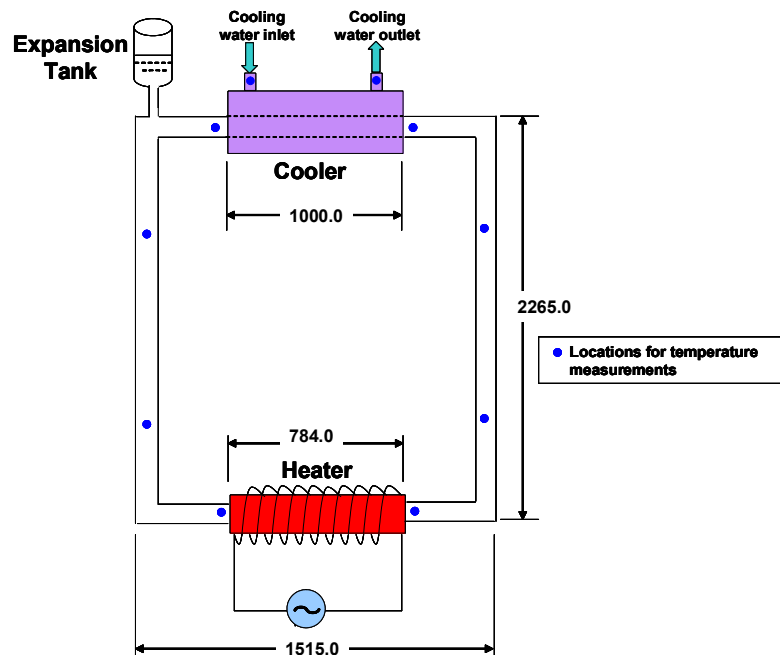 Cooling
water inlet
Cooling
water outlet
Expansion
Tank
Cooler
1000.0
2265.0
Locations for temperature
measurements
784.0
Heater
1515.0